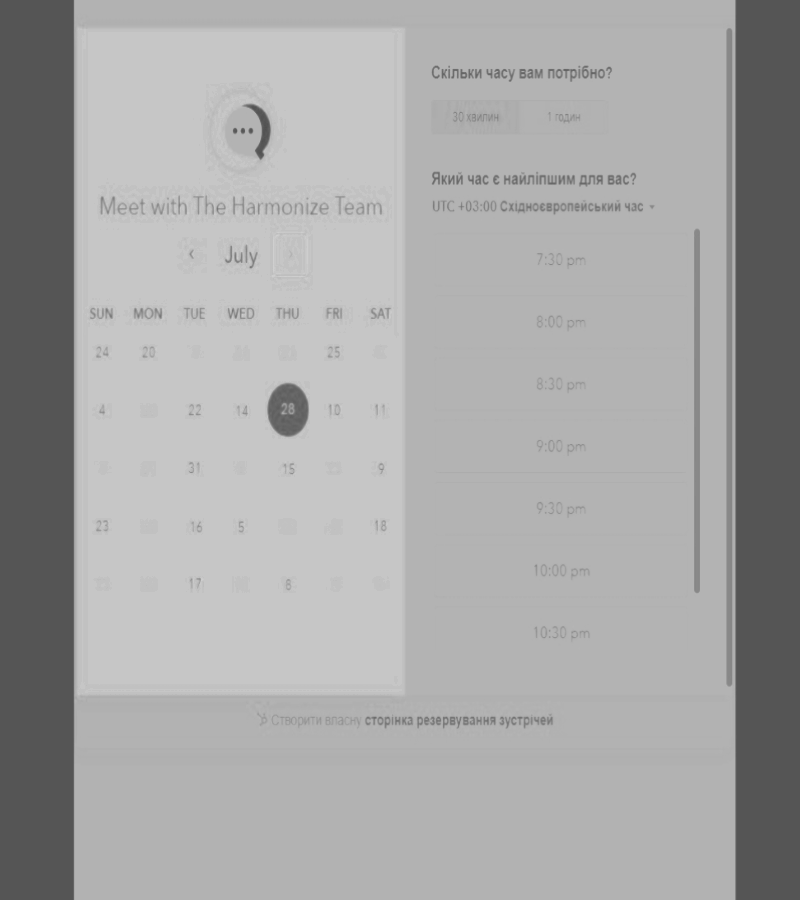 Meet with The Harmonize Team
July
SUN MON TUE WED THU FRI SAT
24 20 25
4 22 14 28 10 11
31 15 9
23 16 5 18
17 8
Скільки часу вам потрібно?
30 хвилин 1 годин
Який час є найліпшим для вас?
UTC +03:00 Східноєвропейський час
7:30 pm
8:00 pm
8:30 pm
9:00 pm
9:30 pm
10:00 pm
10:30 pm
Створити власну сторінка резервування зустрічей